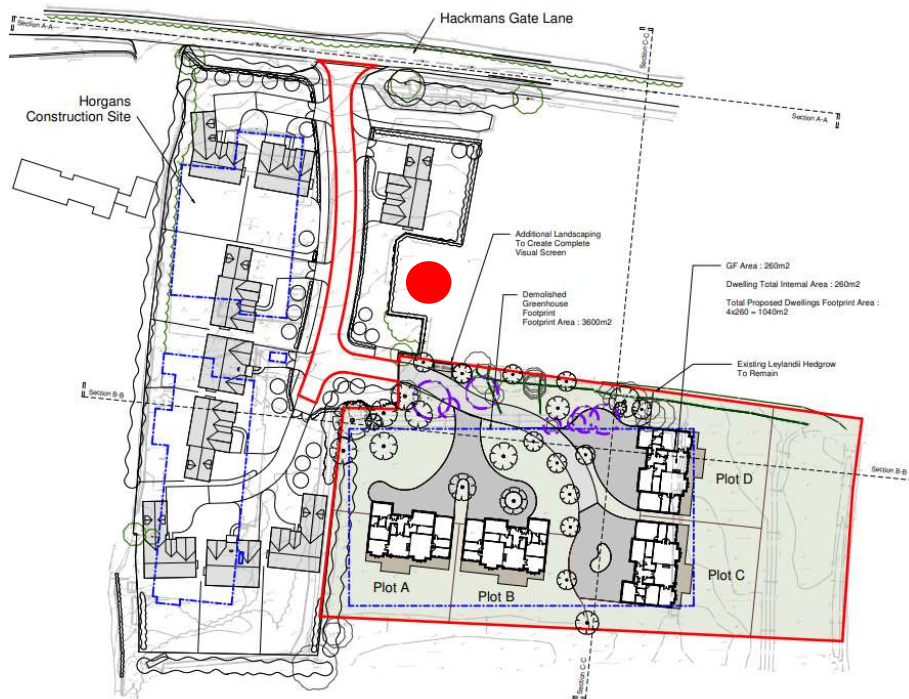 Section A-A
Hackmans Gate Lane
Section C-C
Section A-A
Horgans
Construction Site
Additional Landscaping
To Create Complete
Visual Screen
GF Area : 260m2
Dwelling Total Internal Area : 260m2
Total Proposed Dwellings Footprint Area :
4x260 = 1040m2
Demolished
Greenhouse
Footprint
Footprint Area : 3600m2
Existing Leylandii Hedgrow
To Remain
Section B-B
Section B-B
Plot D
Plot A
Plot B
Plot C
Section C-C